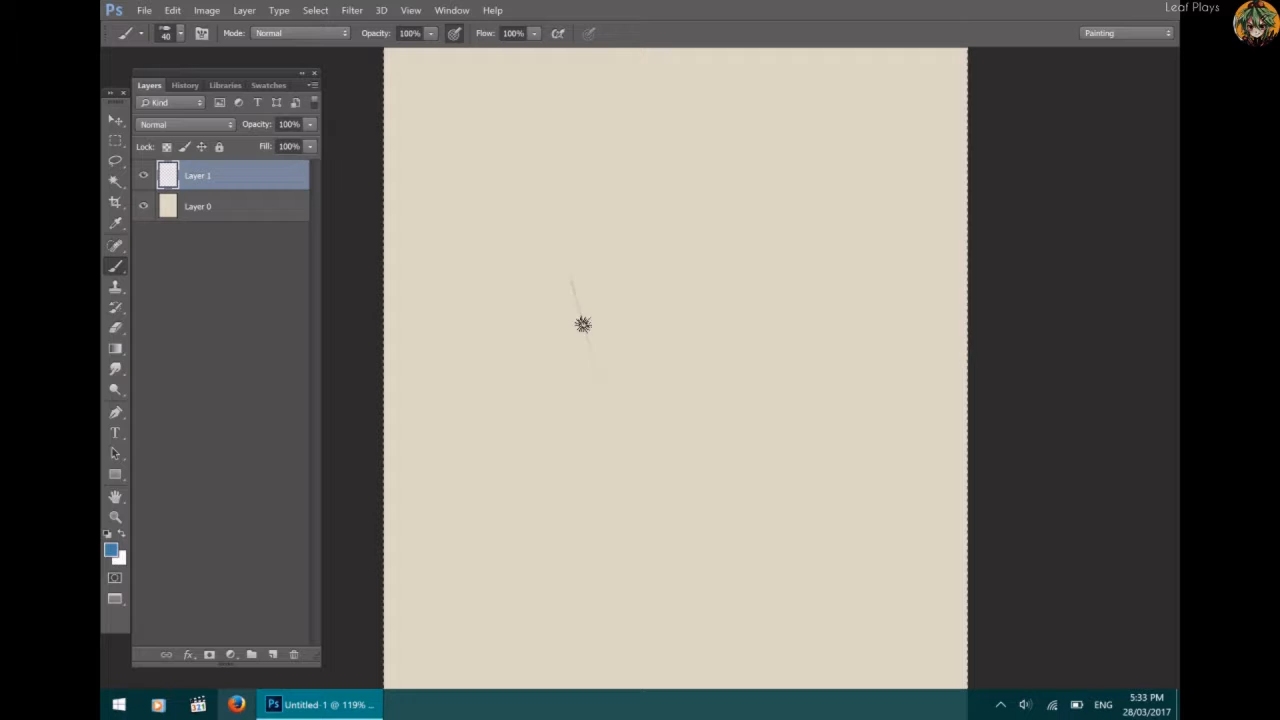 Leaf Plays
Ps File Edit Image Layer Type Select Filter 3D View Window Help
40 Mode: Normal Opacity: 100% Flow: 100% Painting
Layers History Libraries Swatches
Kind
Normal Opacity: 100%
Lock: Fill: 100%
Layer 1
Layer 0
Ps Untitled-1 @ 119% ...
ENG
5:33 PM
28/03/2017